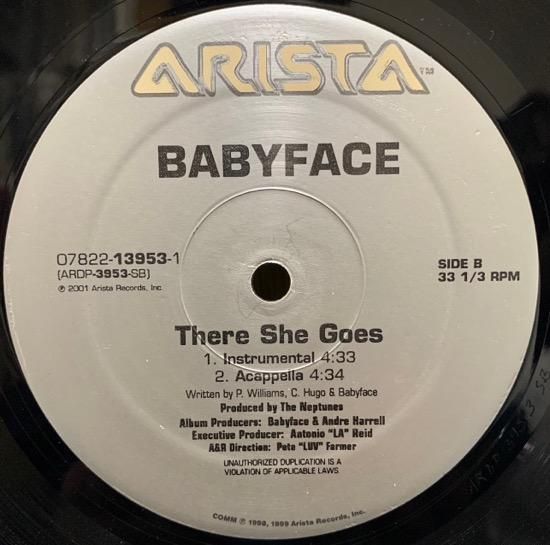 ARISTA™
BABYFACE
07822-13953-1
(ARDP-3953-SB)
℗ 2001 Arista Records, Inc.
SIDE B
33 1/3 RPM
There She Goes
1. Instrumental 4:33
2. Acappella 4:34
Written by P. Williams, C. Hugo & Babyface
Produced by The Neptunes
Album Producers: Babyface & Andre Harrell
Executive Producer: Antonio "LA" Reid
A&R Direction: Pete "LUV" Farmer
UNAUTHORIZED DUPLICATION IS A
VIOLATION OF APPLICABLE LAWS
COMM ℗ 1998, 1999 Arista Records, Inc.